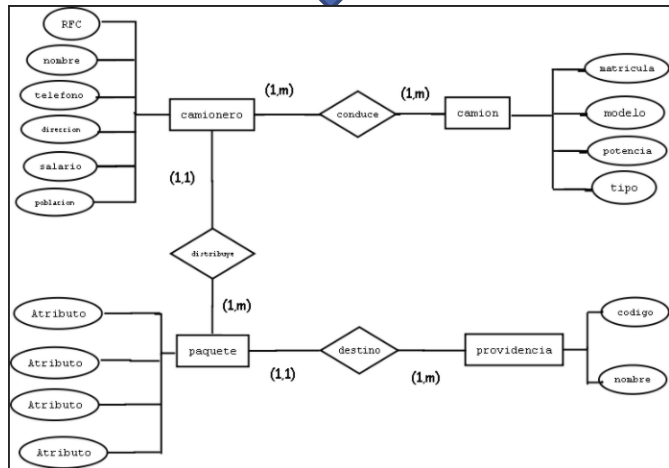 RFC
nombre
telefono
direccion
salario
poblacion
camionero
(1,m)
conduce
(1,m)
camion
matricula
modelo
potencia
tipo
(1,1)
distribuye
(1,m)
Atributo
Atributo
Atributo
Atributo
paquete
(1,1)
destino
(1,m)
providencia
codigo
nombre